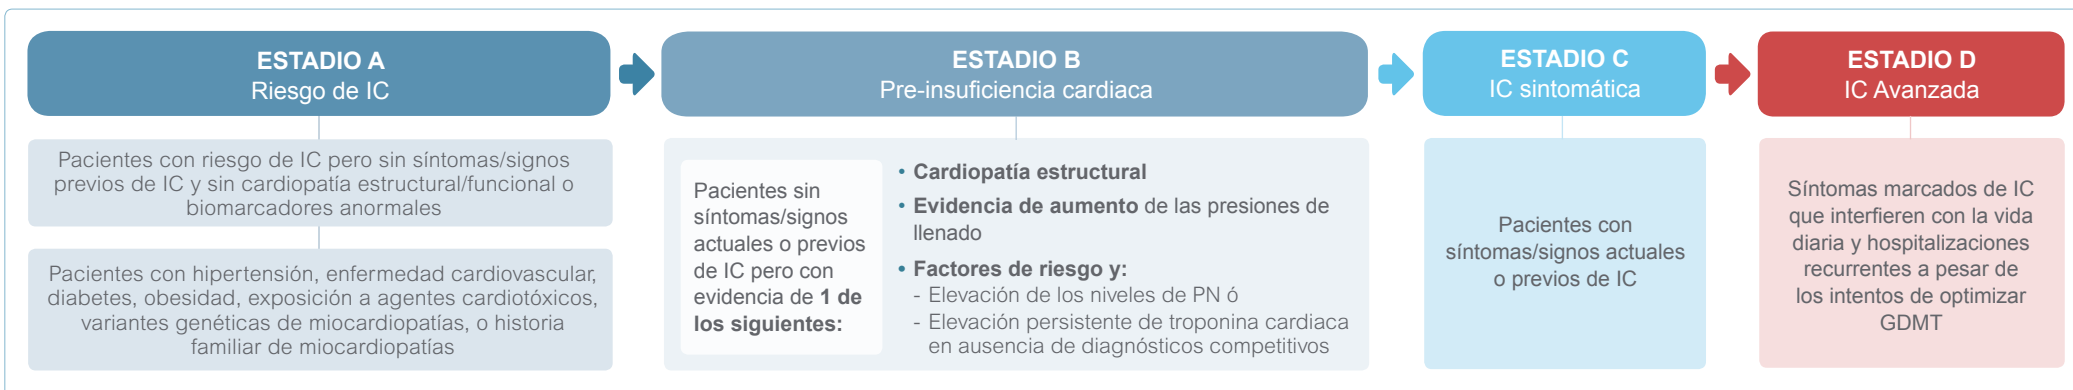 ESTADIO A
Riesgo de IC
Pacientes con riesgo de IC pero sin síntomas/signos
previos de IC y sin cardiopatía estructural/funcional o
biomarcadores anormales
Pacientes con hipertensión, enfermedad cardiovascular,
diabetes, obesidad, exposición a agentes cardiotóxicos,
variantes genéticas de miocardiopatías, o historia
familiar de miocardiopatías
ESTADIO B
Pre-insuficiencia cardiaca
Pacientes sin
síntomas/signos
actuales o previos
de IC pero con
evidencia de 1 de
los siguientes:
• Cardiopatía estructural
• Evidencia de aumento de las presiones de
llenado
• Factores de riesgo y:
- Elevación de los niveles de PN ó
- Elevación persistente de troponina cardiaca
en ausencia de diagnósticos competitivos
ESTADIO C
IC sintomática
Pacientes con
síntomas/signos actuales
o previos de IC
ESTADIO D
IC Avanzada
Síntomas marcados de IC
que interfieren con la vida
diaria y hospitalizaciones
recurrentes a pesar de
los intentos de optimizar
GDMT